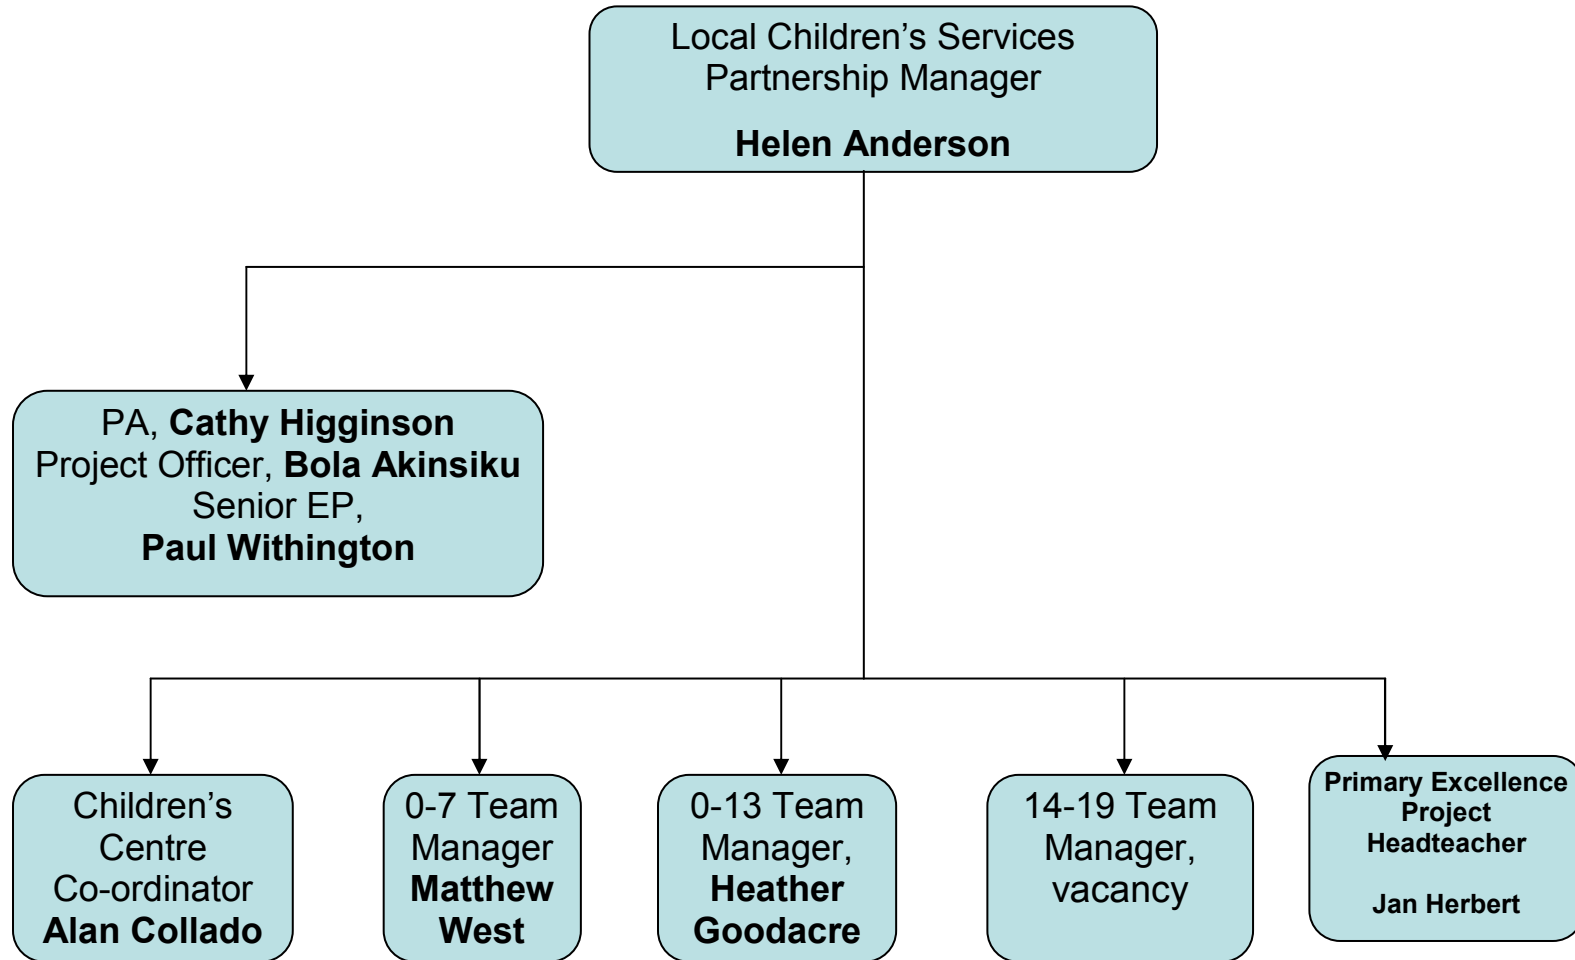 Local Children’s Services
Partnership Manager
Helen Anderson
PA, Cathy Higginson
Project Officer, Bola Akinsiku
Senior EP,
Paul Withington
Children’s
Centre
Co-ordinator
Alan Collado
0-7 Team
Manager
Matthew
West
0-13 Team
Manager,
Heather
Goodacre
14-19 Team
Manager,
vacancy
Primary Excellence
Project
Headteacher
Jan Herbert